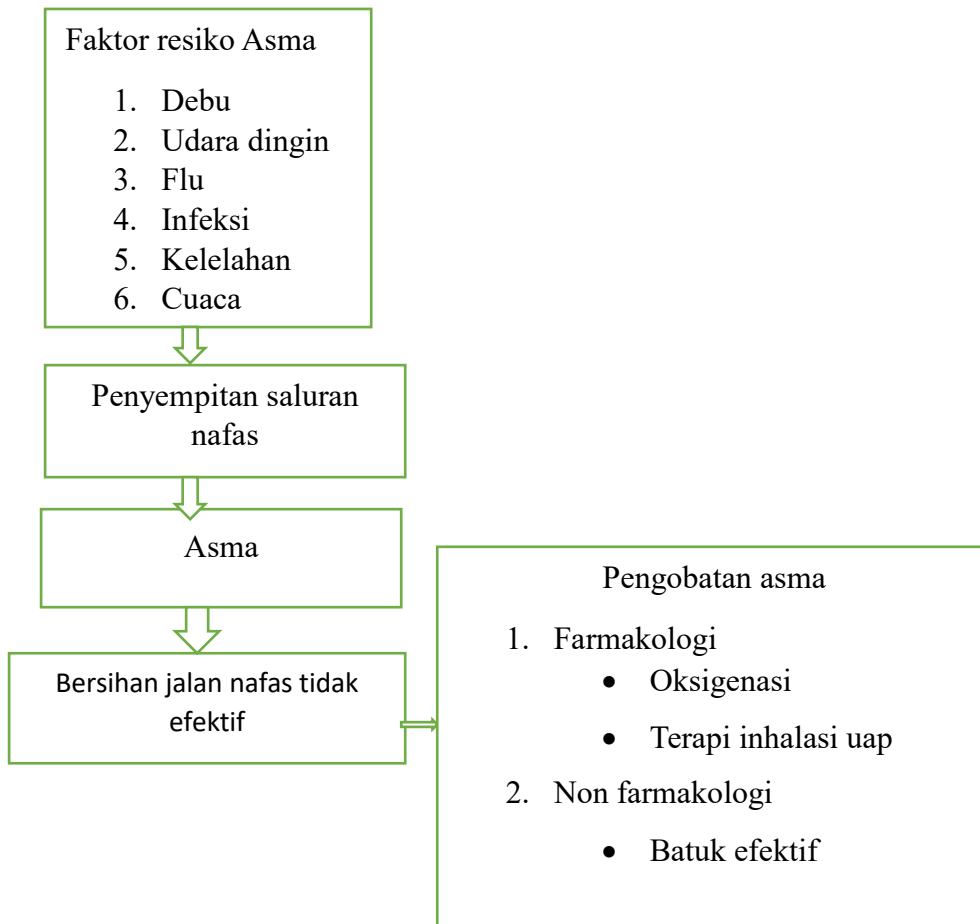 Faktor resiko Asma
1. Debu
2. Udara dingin
3. Flu
4. Infeksi
5. Kelelahan
6. Cuaca
Penyempitan saluran
nafas
Asma
Bersihan jalan nafas tidak
efektif
Pengobatan asma
1. Farmakologi
• Oksigenasi
• Terapi inhalasi uap
2. Non farmakologi
• Batuk efektif